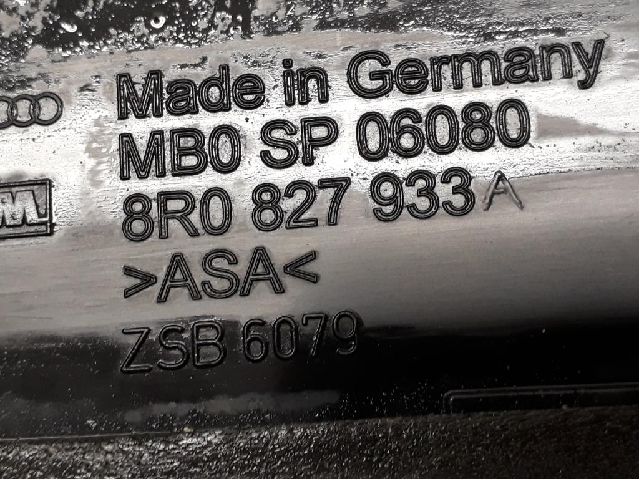 Made in Germany
MB0 SP 06080
8R0 827 933 A
>ASA<
ZSB 6079